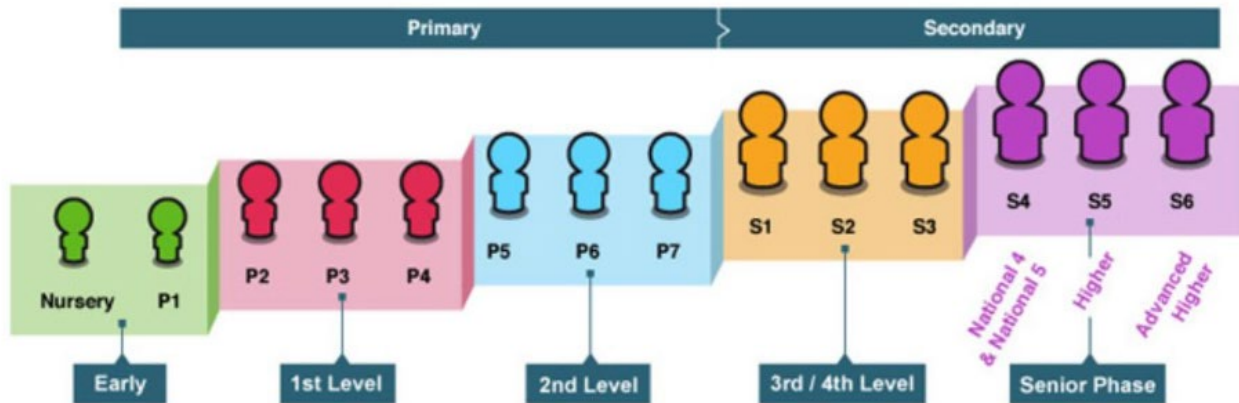 Primary
Secondary
Nursery
P1
P2
P3
P4
P5
P6
P7
S1
S2
S3
S4
S5
S6
National 4
& National 5
Higher
Advanced
Higher
Early
1st Level
2nd Level
3rd / 4th Level
Senior Phase